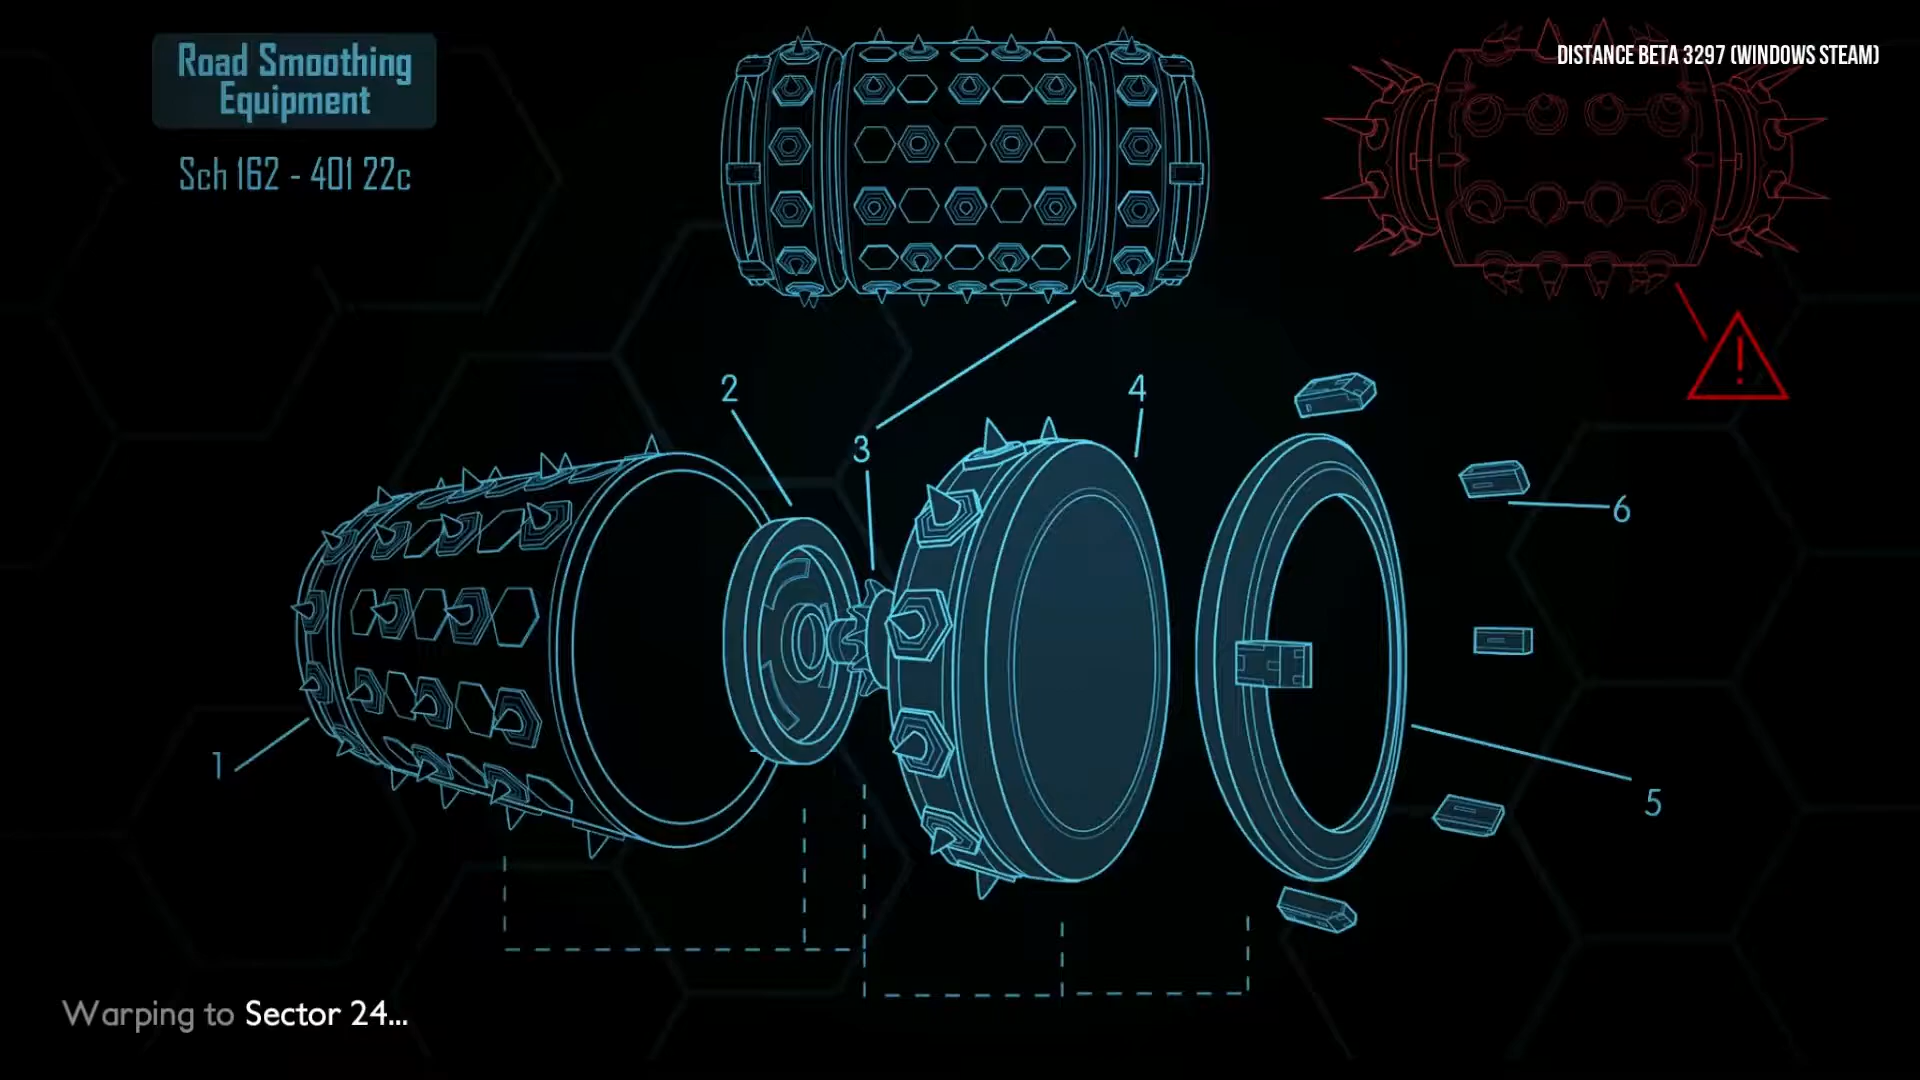 Road Smoothing
Equipment
Sch 162 - 401 22c
DISTANCE BETA 3297 (WINDOWS STEAM)
!
2
4
3
6
1
5
Warping to Sector 24...